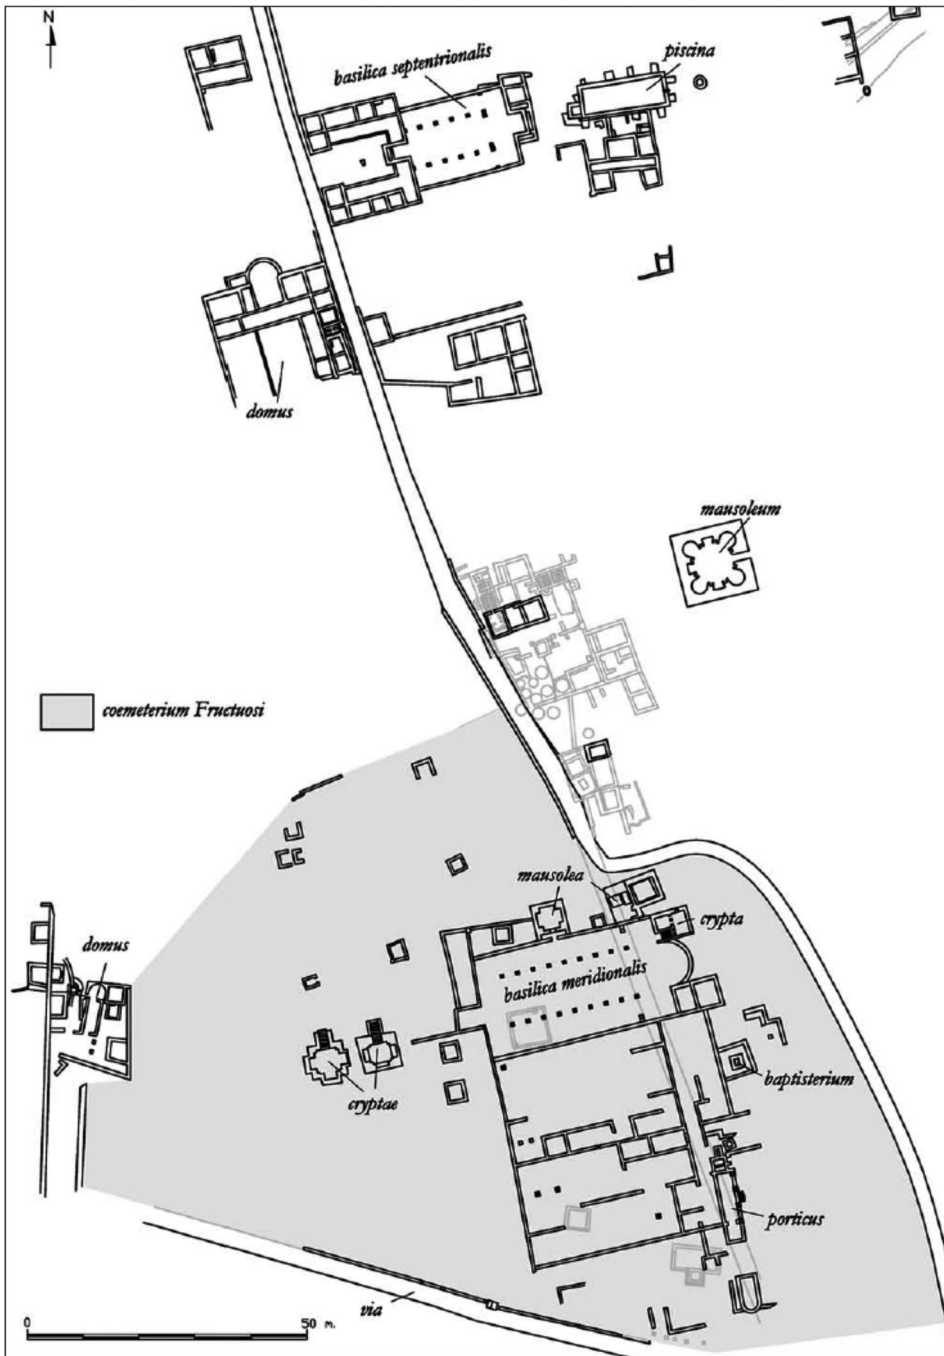 N
basilica septentrionalis
piscina
domus
mausoleum
coemeterium Fructuosi
mausolea
crypta
domus
basilica meridionalis
baptisterium
cryptae
porticus
via
0 50 m.